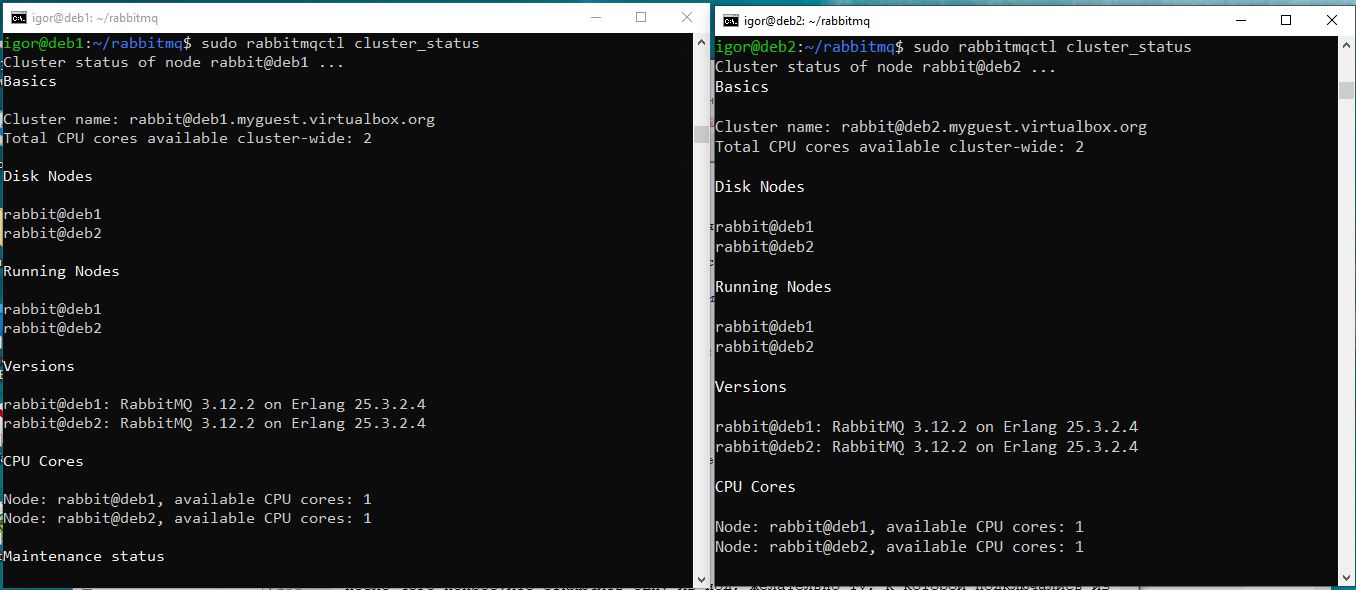 igor@deb1: ~/rabbitmq
igor@deb1:~/rabbitmq$ sudo rabbitmqctl cluster_status
Cluster status of node rabbit@deb1 ...
Basics
Cluster name: rabbit@deb1.myguest.virtualbox.org
Total CPU cores available cluster-wide: 2
Disk Nodes
rabbit@deb1
rabbit@deb2
Running Nodes
rabbit@deb1
rabbit@deb2
Versions
rabbit@deb1: RabbitMQ 3.12.2 on Erlang 25.3.2.4
rabbit@deb2: RabbitMQ 3.12.2 on Erlang 25.3.2.4
CPU Cores
Node: rabbit@deb1, available CPU cores: 1
Node: rabbit@deb2, available CPU cores: 1
Maintenance status
igor@deb2: ~/rabbitmq
igor@deb2:~/rabbitmq$ sudo rabbitmqctl cluster_status
Cluster status of node rabbit@deb2 ...
Basics
Cluster name: rabbit@deb2.myguest.virtualbox.org
Total CPU cores available cluster-wide: 2
Disk Nodes
rabbit@deb1
rabbit@deb2
Running Nodes
rabbit@deb1
rabbit@deb2
Versions
rabbit@deb1: RabbitMQ 3.12.2 on Erlang 25.3.2.4
rabbit@deb2: RabbitMQ 3.12.2 on Erlang 25.3.2.4
CPU Cores
Node: rabbit@deb1, available CPU cores: 1
Node: rabbit@deb2, available CPU cores: 1